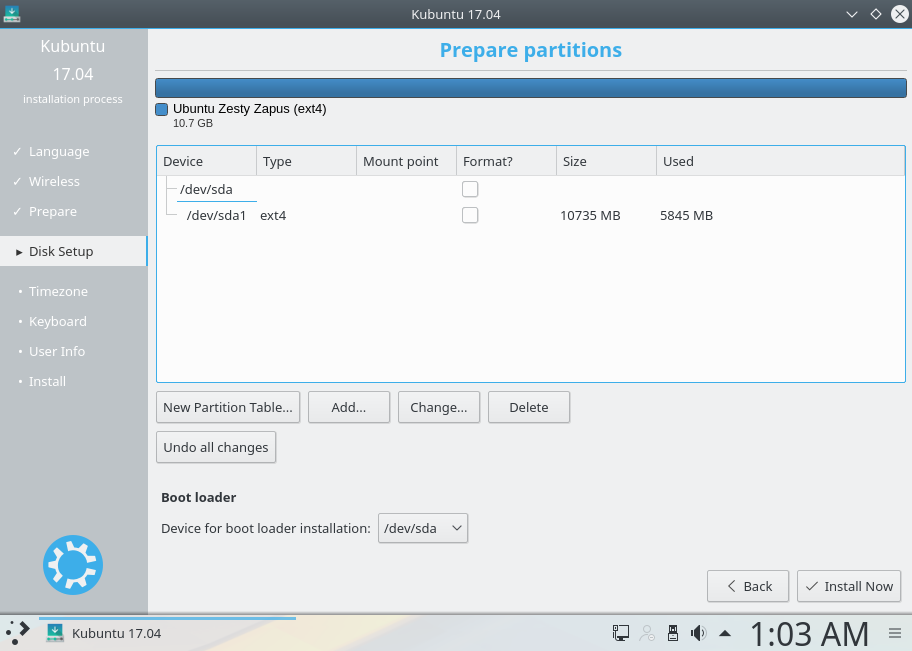 Kubuntu 17.04
Kubuntu
17.04
installation process
✓ Language
✓ Wireless
✓ Prepare
▸ Disk Setup
• Timezone
• Keyboard
• User Info
• Install
Prepare partitions
Ubuntu Zesty Zapus (ext4)
10.7 GB
Device Type Mount point Format? Size Used
/dev/sda
/dev/sda1 ext4 10735 MB 5845 MB
New Partition Table... Add... Change... Delete
Undo all changes
Boot loader
Device for boot loader installation: /dev/sda
Back Install Now
Kubuntu 17.04 1:03 AM